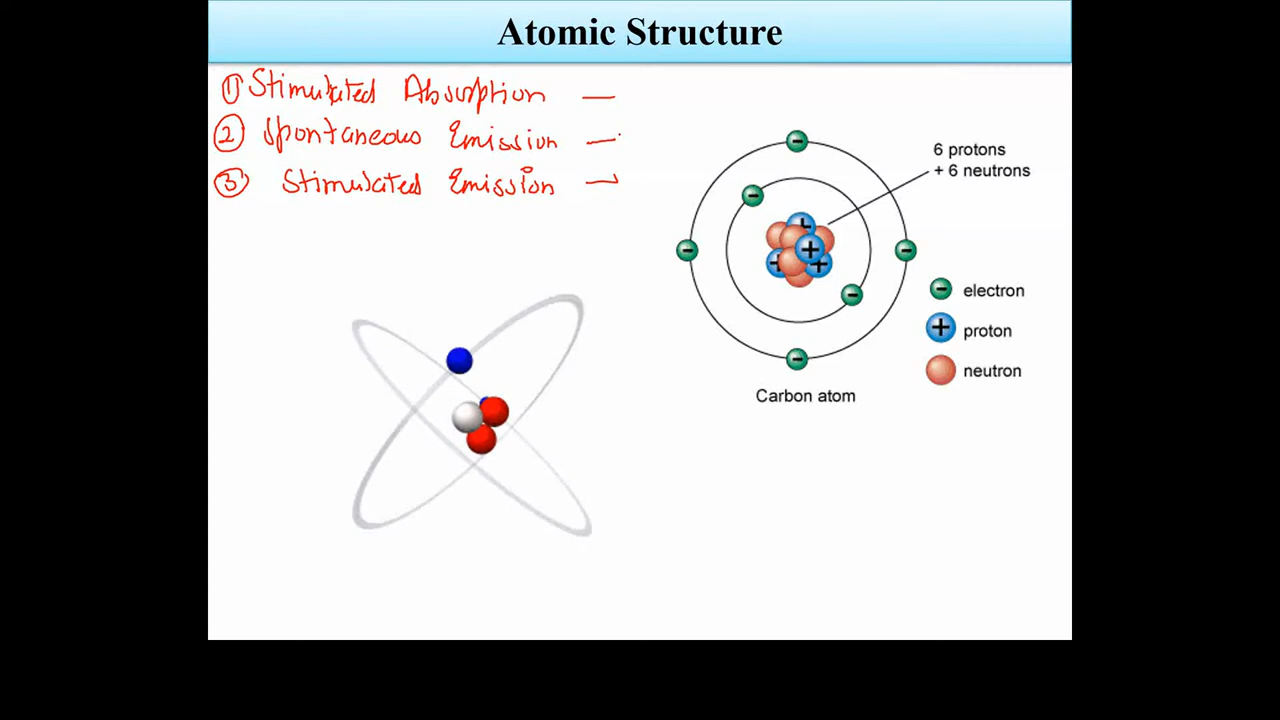 Atomic Structure
① Stimulated Absorption —
② Spontaneous Emission —
③ Stimulated Emission —
6 protons
+ 6 neutrons
electron
proton
neutron
Carbon atom